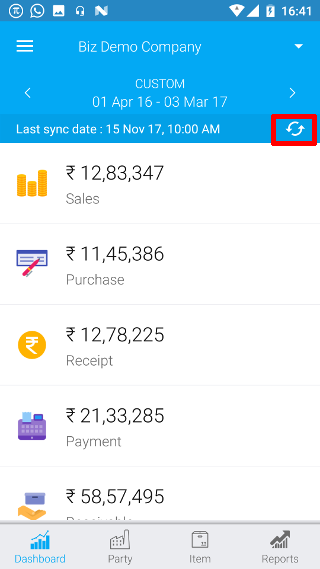 16:41
Biz Demo Company
CUSTOM
01 Apr 16 - 03 Mar 17
Last sync date : 15 Nov 17, 10:00 AM
₹ 12,83,347
Sales
₹ 11,45,386
Purchase
₹ 12,78,225
Receipt
₹ 21,33,285
Payment
₹ 58,57,495
Receivable
Dashboard Party Item Reports